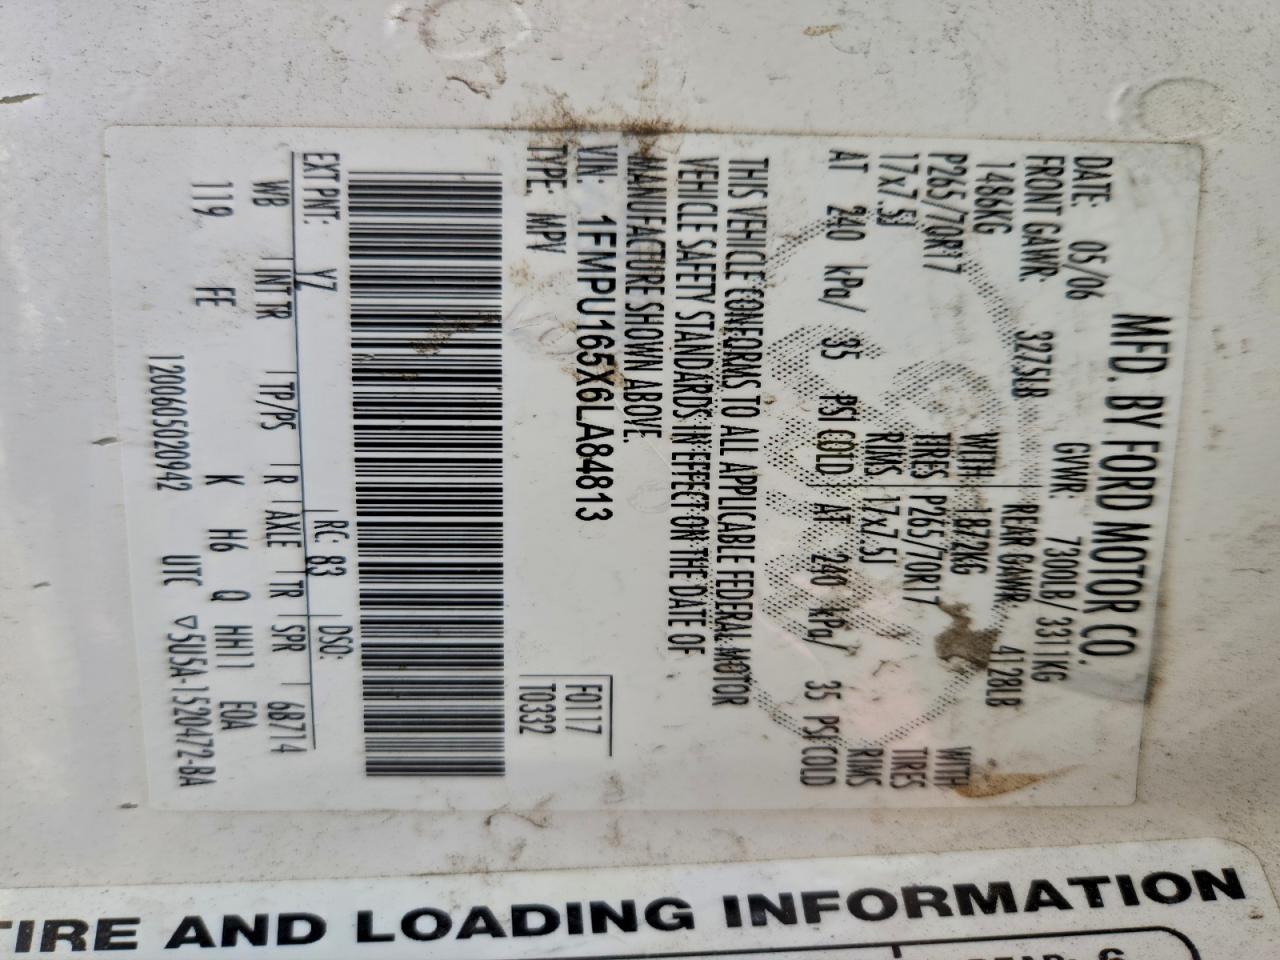 MFD. BY FORD MOTOR CO.
DATE: 05/06 GVWR: 7300LB/ 3311KG
FRONT GAWR: 3275LB REAR GAWR: 4128LB
1486KG WITH 1872KG WITH
P265/70R17 TIRES P265/70R17 TIRES
17x7.5J RIMS 17x7.5J RIMS
AT 240 kPa/ 35 PSI COLD AT 240 kPa/ 35 PSI COLD
THIS VEHICLE CONFORMS TO ALL APPLICABLE FEDERAL MOTOR
VEHICLE SAFETY STANDARDS IN EFFECT ON THE DATE OF
MANUFACTURE SHOWN ABOVE.
VIN: 1FMPU165X6LA84813 F0117
TYPE: MPV T0332
EXT PNT: YZ RC: 83 DSO:
WB INT TR TP/PS R AXLE TR SPR 6B714
119 FE K H6 Q HH11 EOA
120060502094​2 UTC ▽5U5A-1520472-BA
TIRE AND LOADING INFORMATION